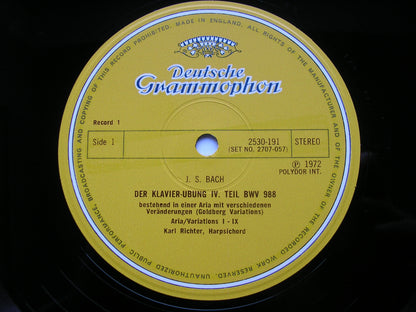 ALL RIGHTS OF THE MANUFACTURER AND OF THE OWNER OF THE RECORDED WORK RESERVED. UNAUTHORIZED PUBLIC PERFORMANCE, BROADCASTING AND COPYING OF THIS RECORD PROHIBITED. MADE IN ENGLAND.
Deutsche
Grammophon
Record 1
Side 1
2530-191
STEREO
(SET NO. 2707-057)
℗ 1972
POLYDOR INT.
J. S. BACH
DER KLAVIER-UBUNG IV. TEIL BWV 988
bestehend in einer Aria mit verschiedenen
Veränderungen (Goldberg Variations)
Aria/Variations I - IX
Karl Richter, Harpsichord